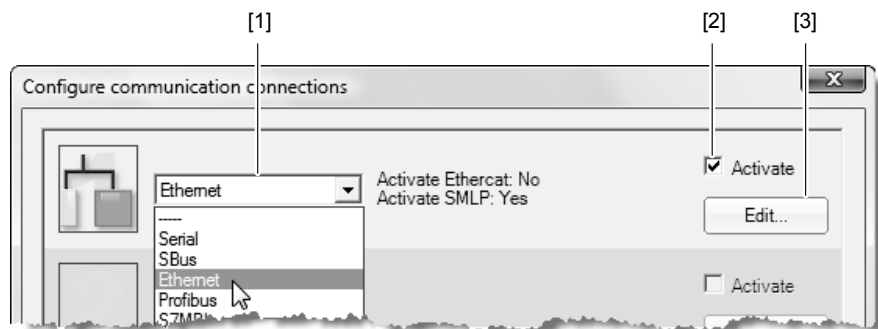 [1] [2] [3]
Configure communication connections
Ethernet
Activate Ethercat: No
Activate SMLP: Yes
Activate
Edit...
-----
Serial
SBus
Ethernet
Profibus
Activate